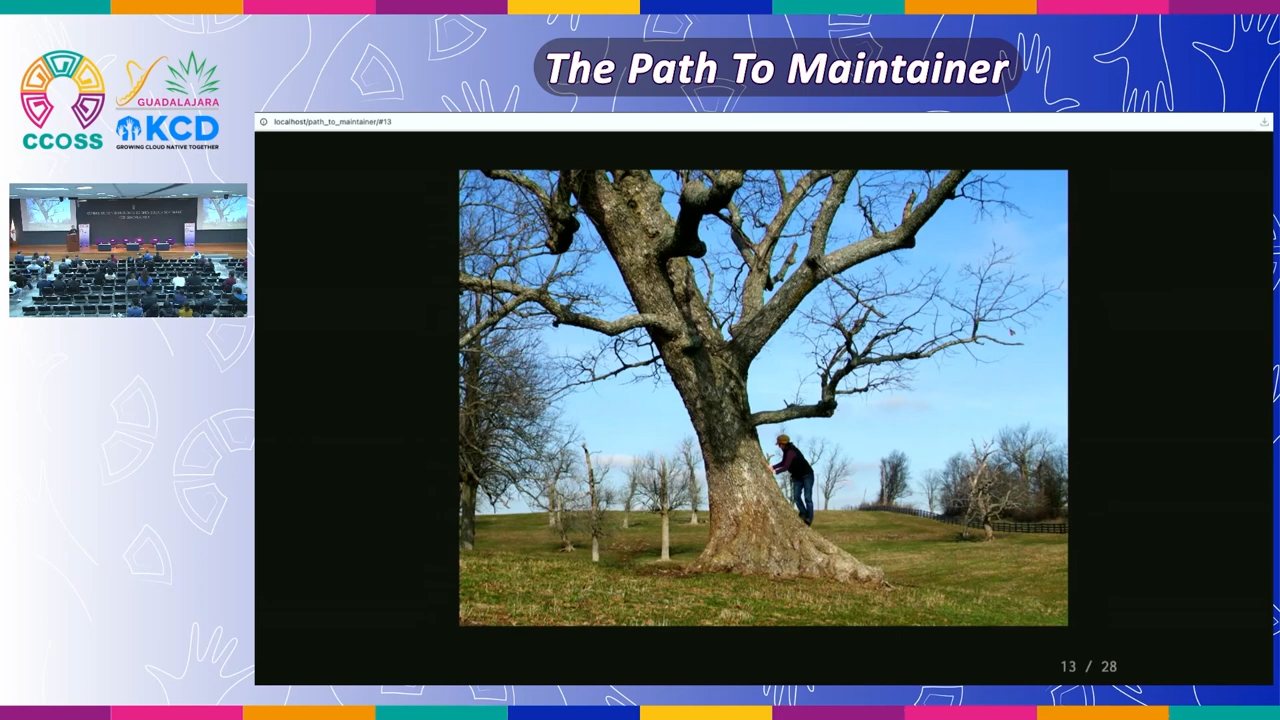 The Path To Maintainer
CCOSS
GUADALAJARA
KCD
GROWING CLOUD NATIVE TOGETHER
localhost/path_to_maintainer/#13
13 / 28